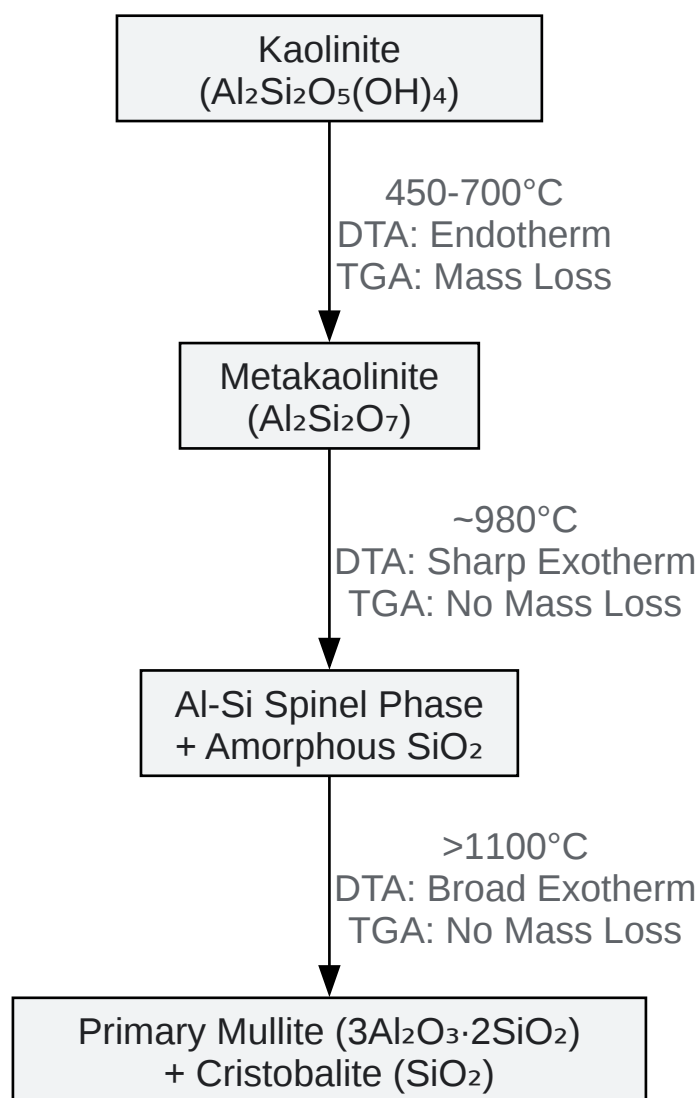 Kaolinite
(Al₂Si₂O₅(OH)₄)
450-700°C
DTA: Endotherm
TGA: Mass Loss
Metakaolinite
(Al₂Si₂O₇)
~980°C
DTA: Sharp Exotherm
TGA: No Mass Loss
Al-Si Spinel Phase
+ Amorphous SiO₂
>1100°C
DTA: Broad Exotherm
TGA: No Mass Loss
Primary Mullite (3Al₂O₃·2SiO₂)
+ Cristobalite (SiO₂)